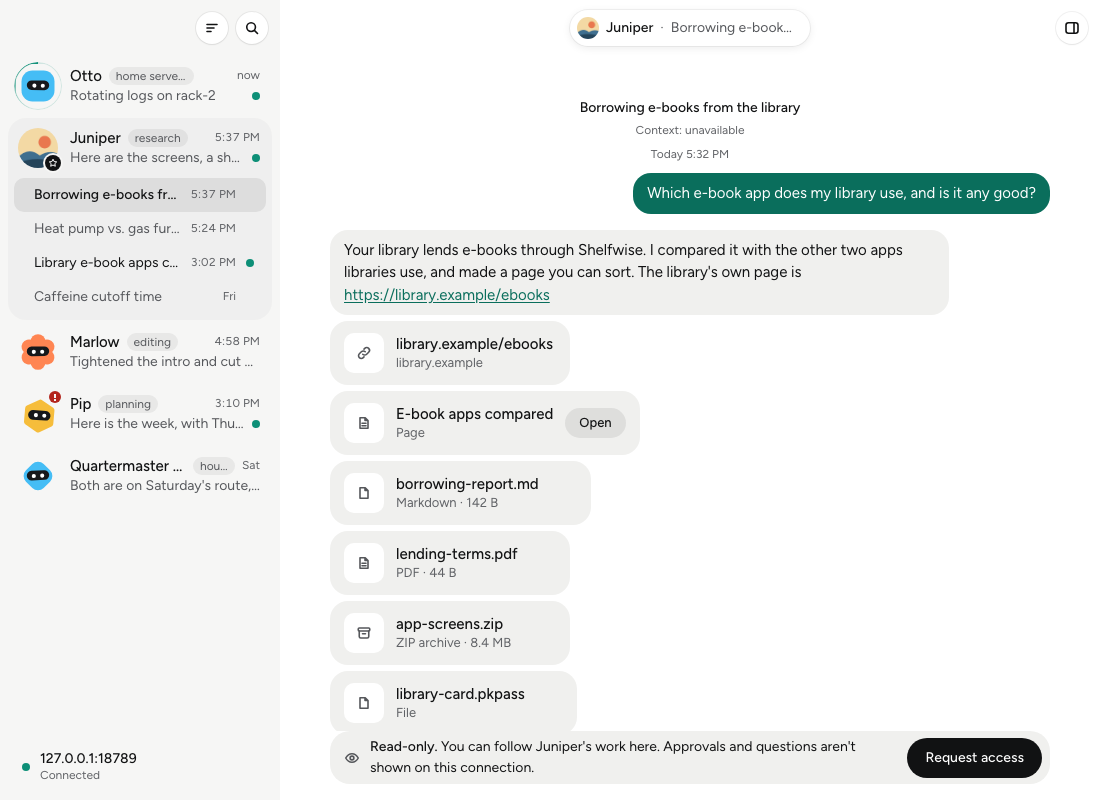 Otto home serve... now
Rotating logs on rack-2
Juniper research 5:37 PM
Here are the screens, a sh...
Borrowing e-books fr... 5:37 PM
Heat pump vs. gas fur... 5:24 PM
Library e-book apps c... 3:02 PM
Caffeine cutoff time Fri
Marlow editing 4:58 PM
Tightened the intro and cut ...
Pip planning 3:10 PM
Here is the week, with Thu...
Quartermaster ... hou... Sat
Both are on Saturday's route,...
127.0.0.1:18789
Connected
Juniper · Borrowing e-book...
Borrowing e-books from the library
Context: unavailable
Today 5:32 PM
Which e-book app does my library use, and is it any good?
Your library lends e-books through Shelfwise. I compared it with the other two apps
libraries use, and made a page you can sort. The library's own page is
https://library.example/ebooks
library.example/ebooks
library.example
E-book apps compared
Page
Open
borrowing-report.md
Markdown · 142 B
lending-terms.pdf
PDF · 44 B
app-screens.zip
ZIP archive · 8.4 MB
library-card.pkpass
File
Read-only. You can follow Juniper's work here. Approvals and questions aren't
shown on this connection.
Request access